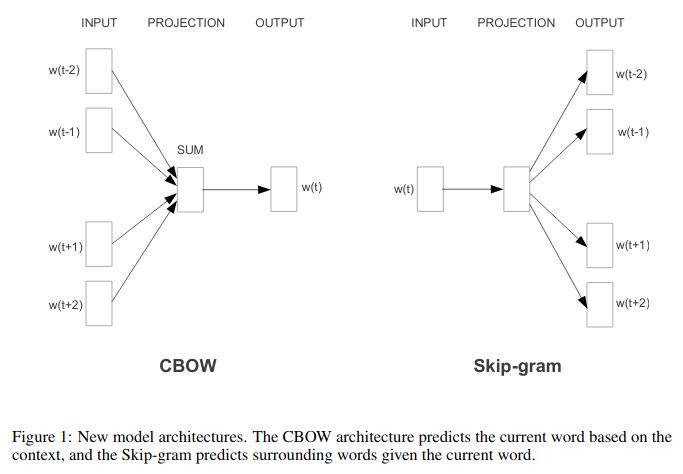 INPUT PROJECTION OUTPUT
w(t-2)
w(t-1)
SUM
w(t)
w(t+1)
w(t+2)
CBOW
INPUT PROJECTION OUTPUT
w(t-2)
w(t-1)
w(t)
w(t+1)
w(t+2)
Skip-gram
Figure 1: New model architectures. The CBOW architecture predicts the current word based on the
context, and the Skip-gram predicts surrounding words given the current word.